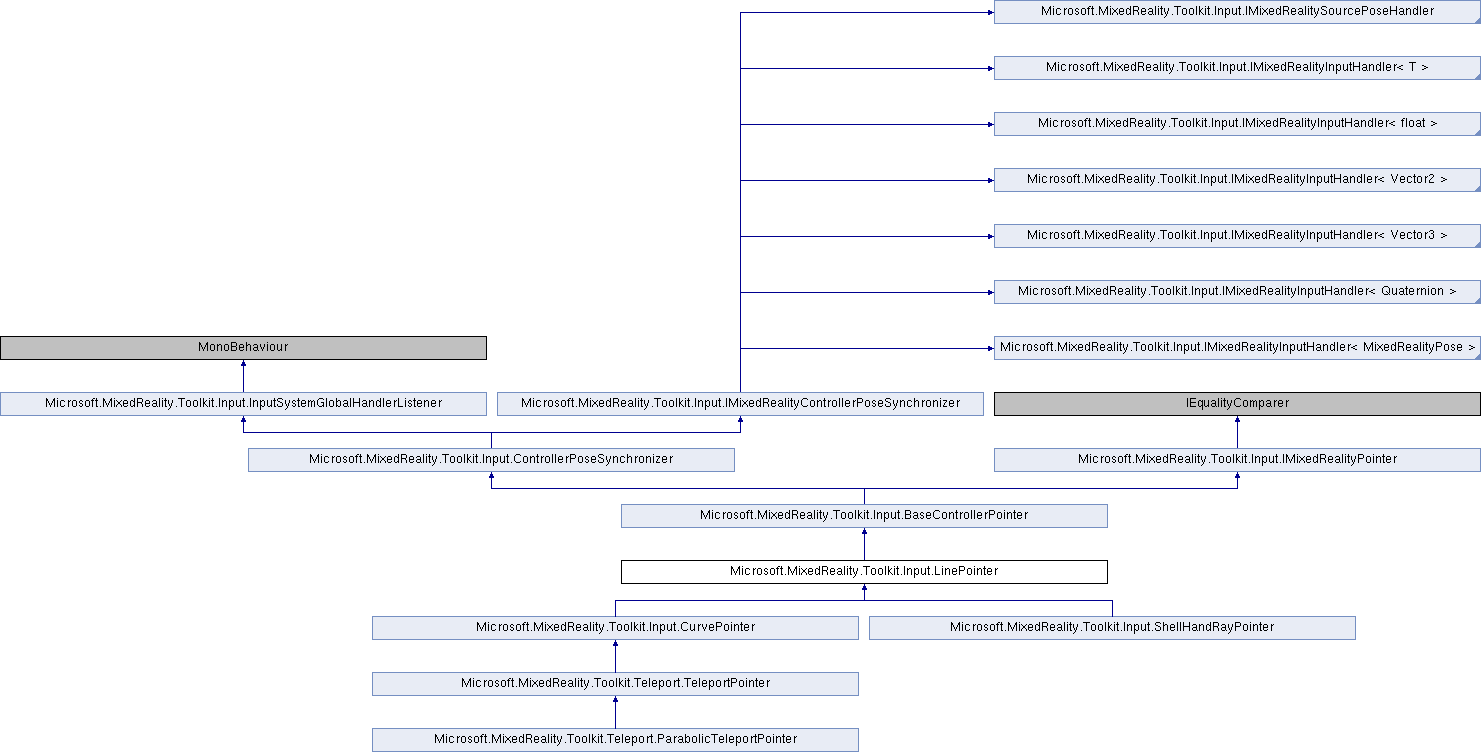 Microsoft.MixedReality.Toolkit.Input.IMixedRealitySourcePoseHandler
Microsoft.MixedReality.Toolkit.Input.IMixedRealityInputHandler< T >
Microsoft.MixedReality.Toolkit.Input.IMixedRealityInputHandler< float >
Microsoft.MixedReality.Toolkit.Input.IMixedRealityInputHandler< Vector2 >
Microsoft.MixedReality.Toolkit.Input.IMixedRealityInputHandler< Vector3 >
Microsoft.MixedReality.Toolkit.Input.IMixedRealityInputHandler< Quaternion >
MonoBehaviour
Microsoft.MixedReality.Toolkit.Input.IMixedRealityInputHandler< MixedRealityPose >
Microsoft.MixedReality.Toolkit.Input.InputSystemGlobalHandlerListener
Microsoft.MixedReality.Toolkit.Input.IMixedRealityControllerPoseSynchronizer
IEqualityComparer
Microsoft.MixedReality.Toolkit.Input.ControllerPoseSynchronizer
Microsoft.MixedReality.Toolkit.Input.IMixedRealityPointer
Microsoft.MixedReality.Toolkit.Input.BaseControllerPointer
Microsoft.MixedReality.Toolkit.Input.LinePointer
Microsoft.MixedReality.Toolkit.Input.CurvePointer
Microsoft.MixedReality.Toolkit.Input.ShellHandRayPointer
Microsoft.MixedReality.Toolkit.Teleport.TeleportPointer
Microsoft.MixedReality.Toolkit.Teleport.ParabolicTeleportPointer